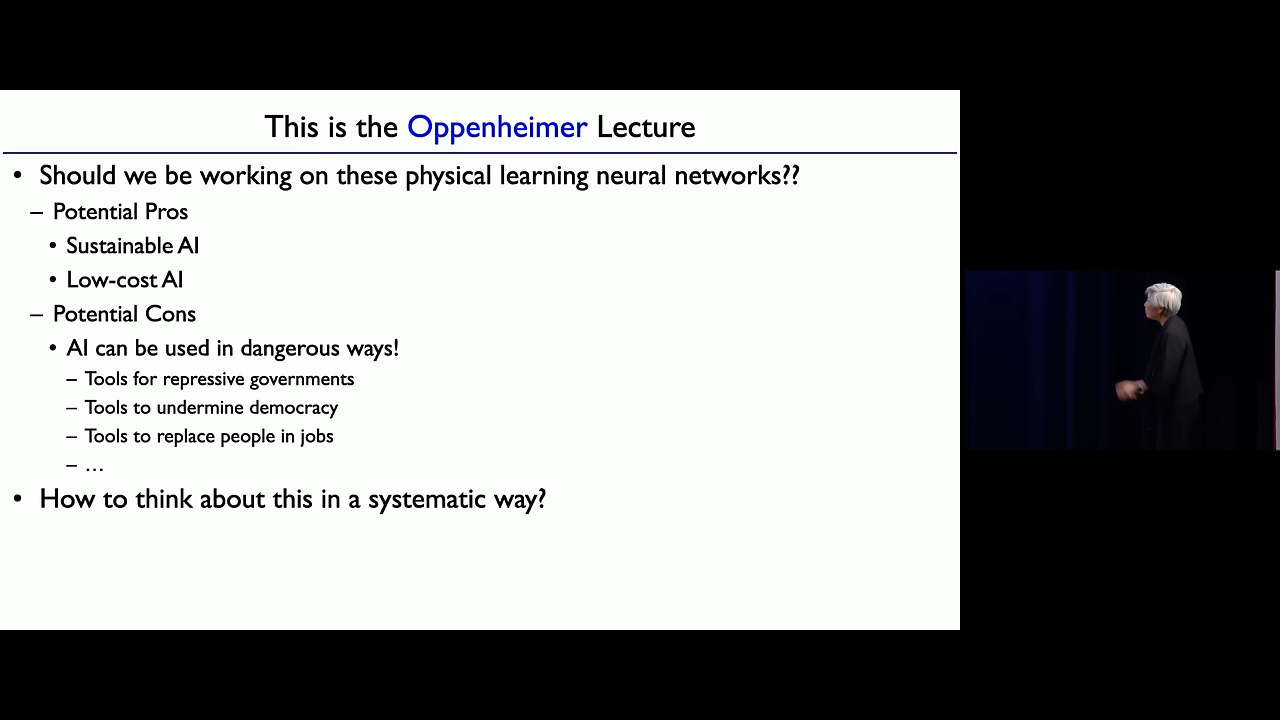 This is the Oppenheimer Lecture
• Should we be working on these physical learning neural networks??
– Potential Pros
• Sustainable AI
• Low-cost AI
– Potential Cons
• AI can be used in dangerous ways!
– Tools for repressive governments
– Tools to undermine democracy
– Tools to replace people in jobs
– …
• How to think about this in a systematic way?